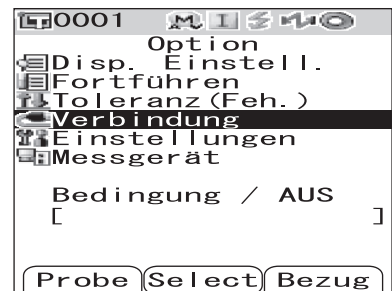 0001 M I
Option
Disp. Einstell.
Fortführen
Toleranz(Feh.)
Verbindung
Einstellungen
Messgerät
Bedingung / AUS
[ ]
Probe Select Bezug